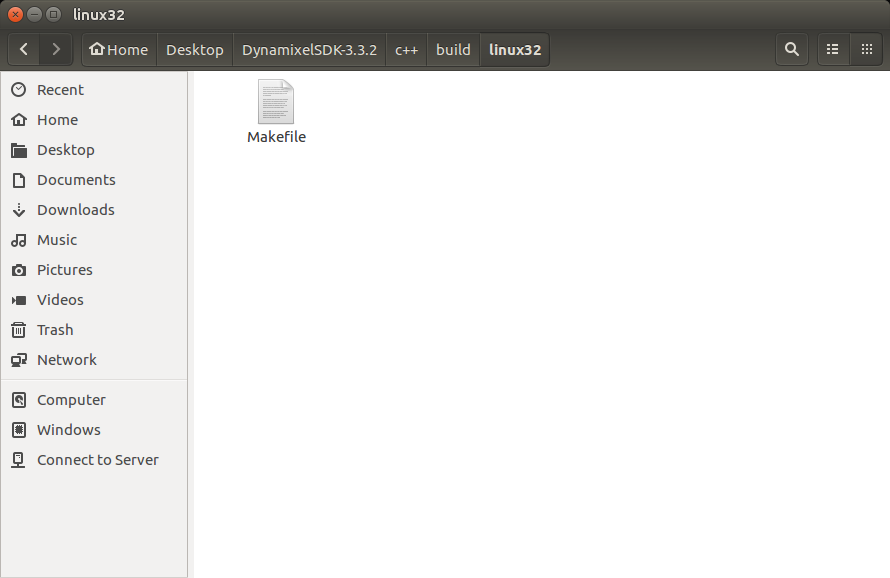 linux32
Home Desktop DynamixelSDK-3.3.2 c++ build linux32
Recent
Home
Desktop
Documents
Downloads
Music
Pictures
Videos
Trash
Network
Computer
Windows
Connect to Server
Makefile